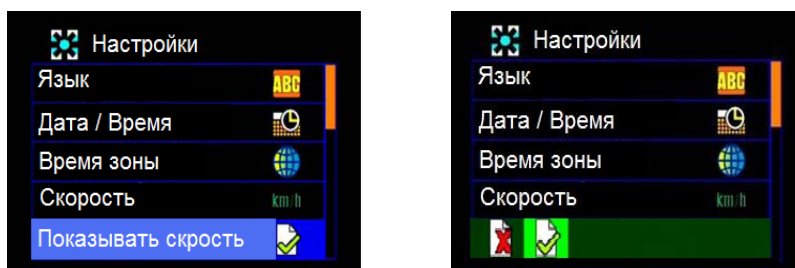 Настройки
Язык ABC
Дата / Время
Время зоны
Скорость km/h
Показывать скрость
Настройки
Язык ABC
Дата / Время
Время зоны
Скорость km/h